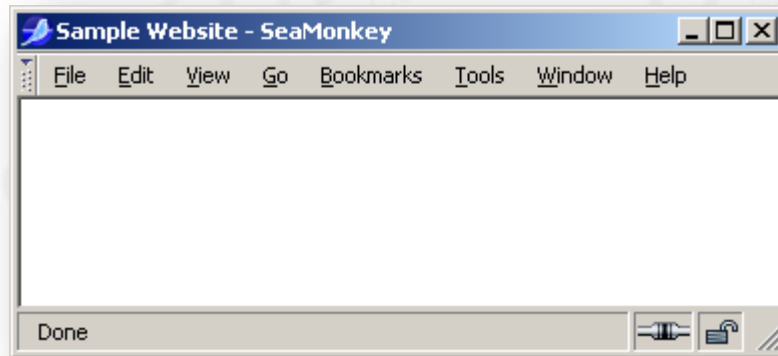 Sample Website - SeaMonkey
File Edit View Go Bookmarks Tools Window Help
Done